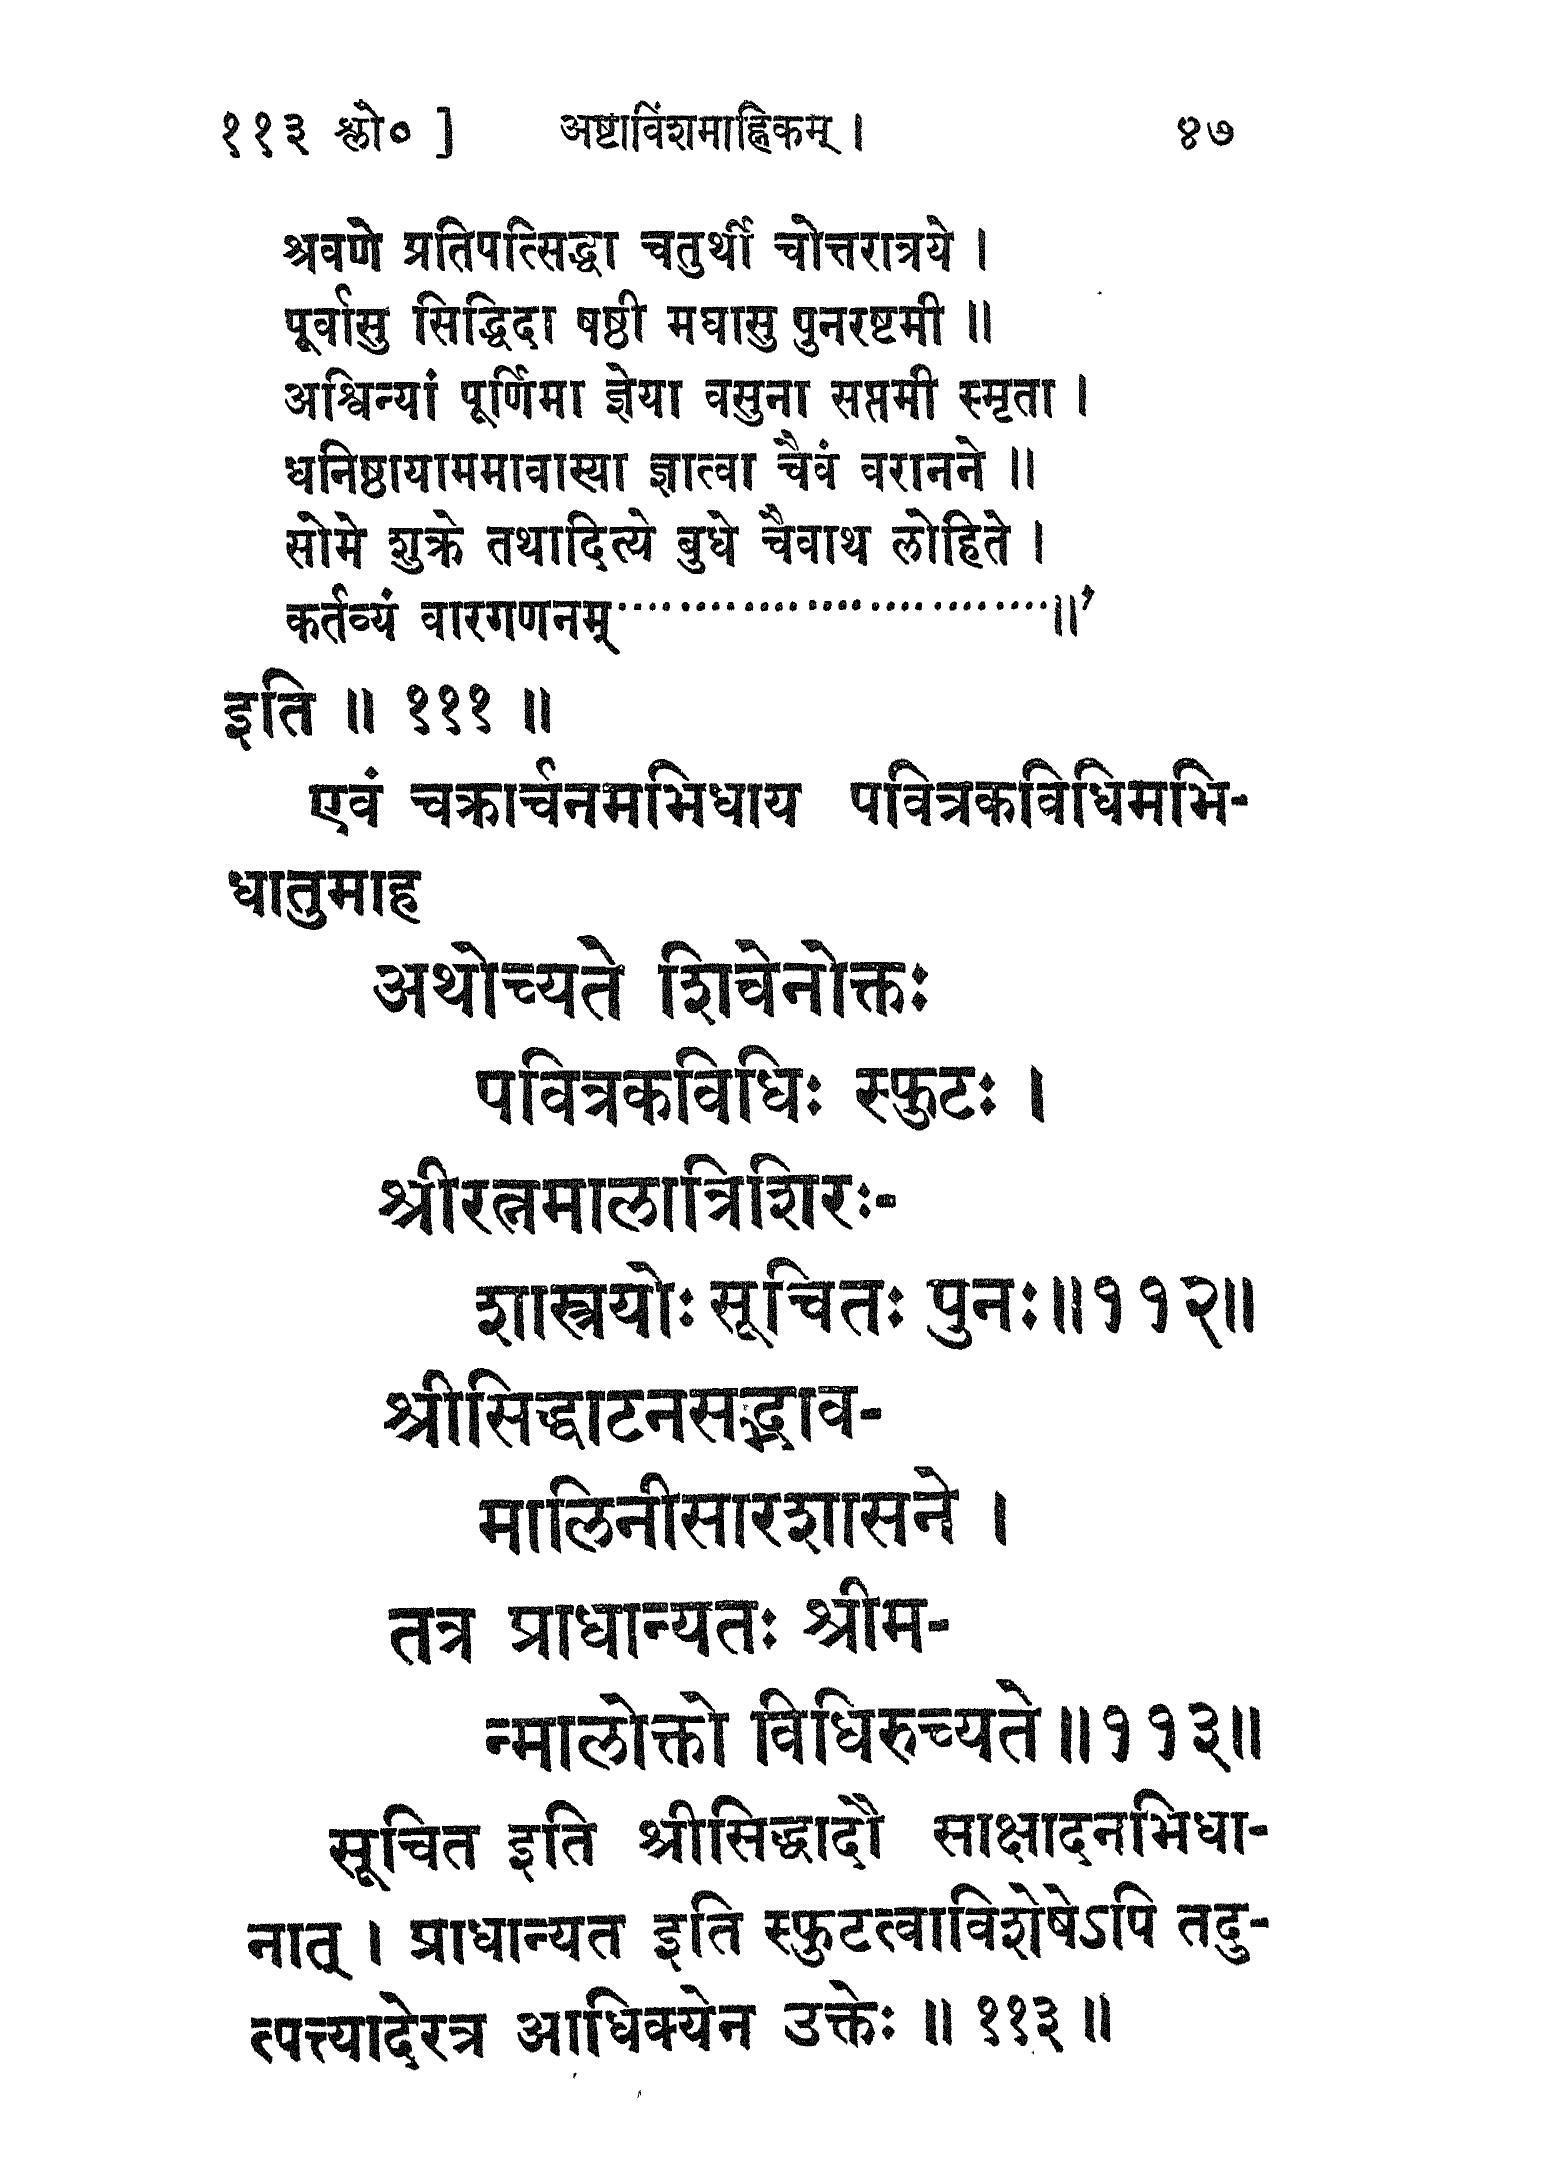 ११३ श्लो० ] अष्टाविंशमाह्निकम् । ४७
श्रवणे प्रतिपत्सिद्धा चतुर्थी चोत्तरात्रये ।
पूर्वासु सिद्धिदा षष्ठी मघासु पुनरष्टमी ॥
अश्विन्यां पूर्णिमा ज्ञेया वसुना सप्तमी स्मृता ।
धनिष्ठायाममावास्या ज्ञात्वा चैवं वरानने ॥
सोमे शुक्रे तथादित्ये बुधे चैवाथ लोहिते ।
कर्तव्यं वारगणनम्............................॥’
इति ॥ १११ ॥
एवं चक्रार्चनमभिधाय पवित्रकविधिमभि-
धातुमाह
अथोच्यते शिवेनोक्तः
पवित्रकविधिः स्फुटः ।
श्रीरत्नमालात्रिशिरः-
शास्त्रयोः सूचितः पुनः॥११२॥
श्रीसिद्धाटनसद्भाव-
मालिनीसारशासने ।
तत्र प्राधान्यतः श्रीम-
न्मालोक्तो विधिरुच्यते॥११३॥
सूचित इति श्रीसिद्धादौ साक्षादनभिधा-
नात् । प्राधान्यत इति स्फुटत्वाविशेषेऽपि तदु-
त्पत्त्यादेरत्र आधिक्येन उक्तेः ॥ ११३ ॥